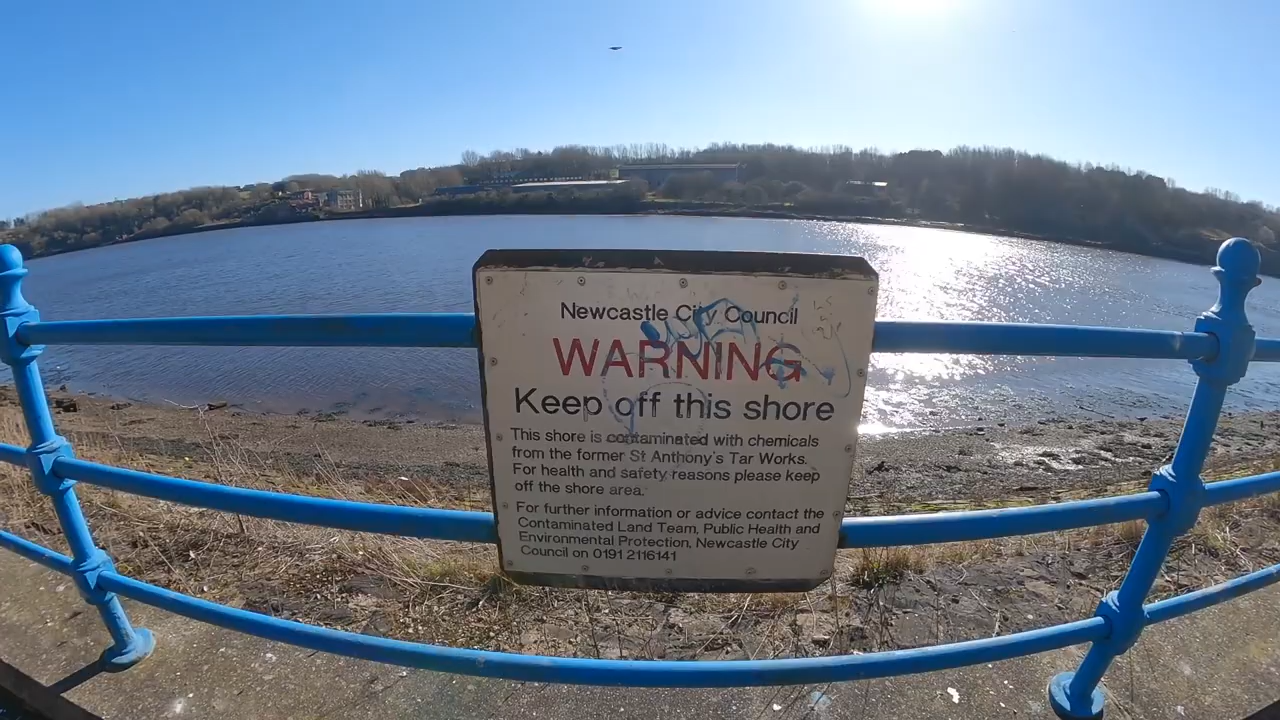 Newcastle City Council
WARNING
Keep off this shore
This shore is contaminated with chemicals
from the former St Anthony's Tar Works.
For health and safety reasons please keep
off the shore area.
For further information or advice contact the
Contaminated Land Team, Public Health and
Environmental Protection, Newcastle City
Council on 0191 2116141